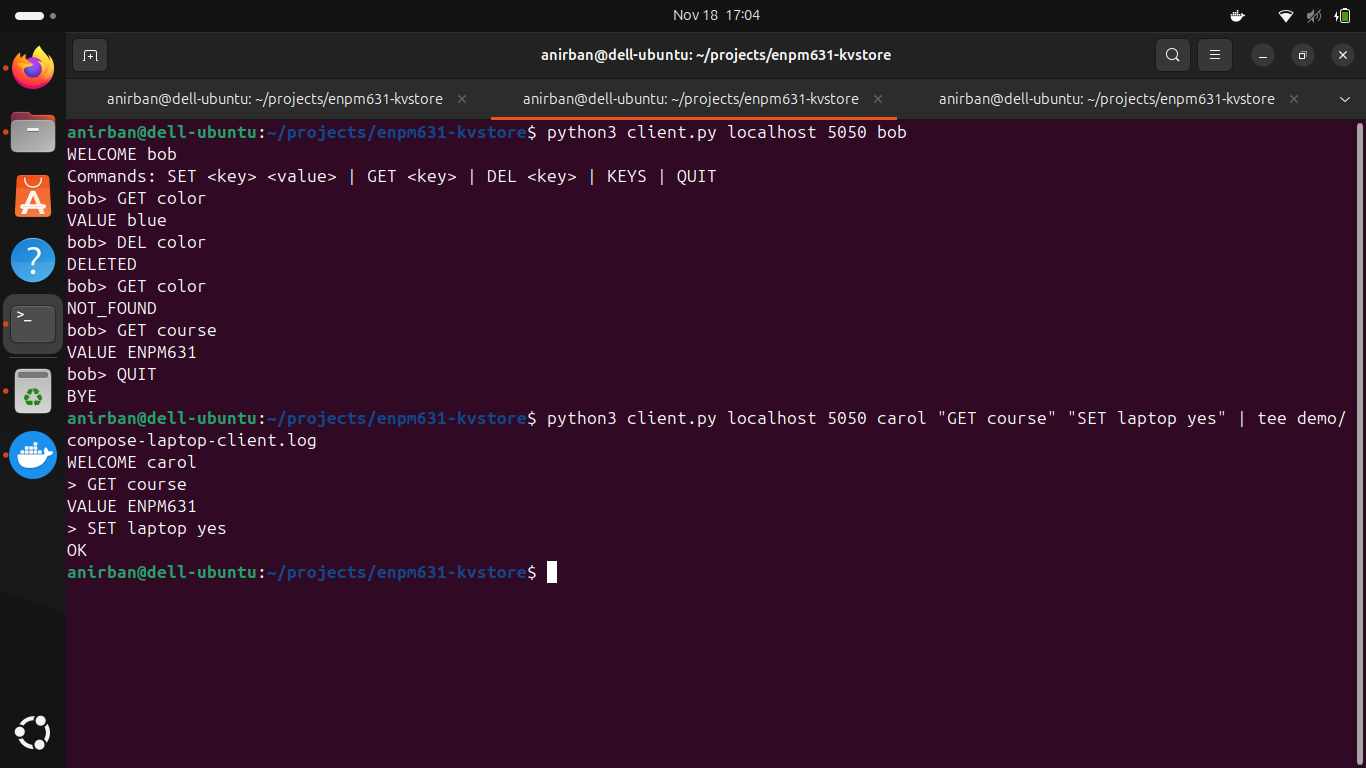 Nov 18 17:04
anirban@dell-ubuntu: ~/projects/enpm631-kvstore
anirban@dell-ubuntu: ~/projects/enpm631-kvstore
anirban@dell-ubuntu: ~/projects/enpm631-kvstore
anirban@dell-ubuntu: ~/projects/enpm631-kvstore
anirban@dell-ubuntu:~/projects/enpm631-kvstore$ python3 client.py localhost 5050 bob
WELCOME bob
Commands: SET <key> <value> | GET <key> | DEL <key> | KEYS | QUIT
bob> GET color
VALUE blue
bob> DEL color
DELETED
bob> GET color
NOT_FOUND
bob> GET course
VALUE ENPM631
bob> QUIT
BYE
anirban@dell-ubuntu:~/projects/enpm631-kvstore$ python3 client.py localhost 5050 carol "GET course" "SET laptop yes" | tee demo/
compose-laptop-client.log
WELCOME carol
> GET course
VALUE ENPM631
> SET laptop yes
OK
anirban@dell-ubuntu:~/projects/enpm631-kvstore$